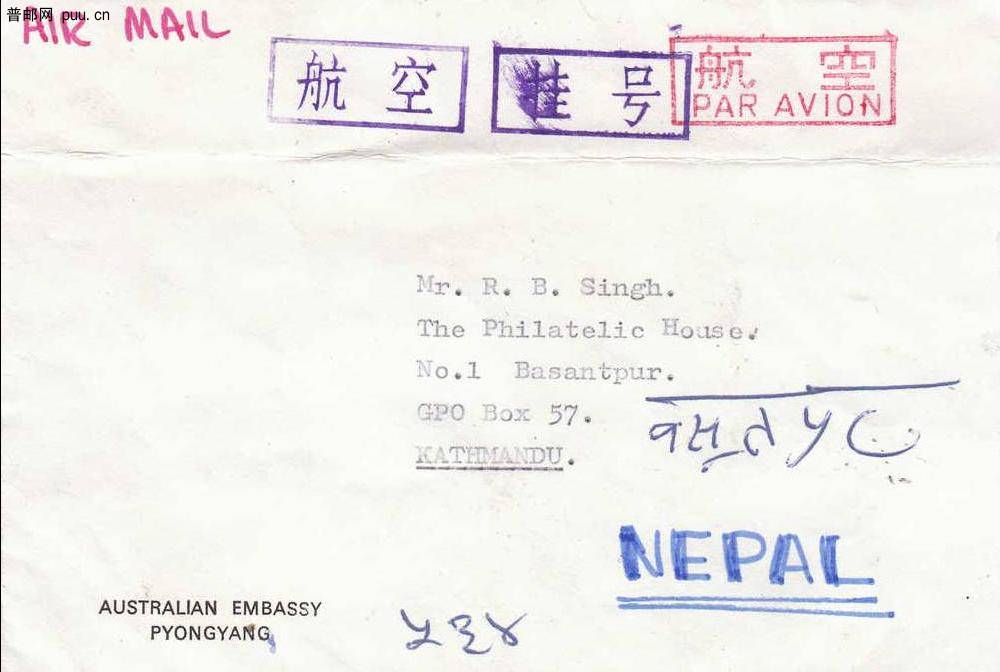 普邮网 puu.cn
AIR MAIL
航空
挂号
航空
PAR AVION
Mr. R. B. Singh.
The Philatelic House.
No.1 Basantpur.
GPO Box 57.
KATHMANDU.
NEPAL
AUSTRALIAN EMBASSY
PYONGYANG
५३४